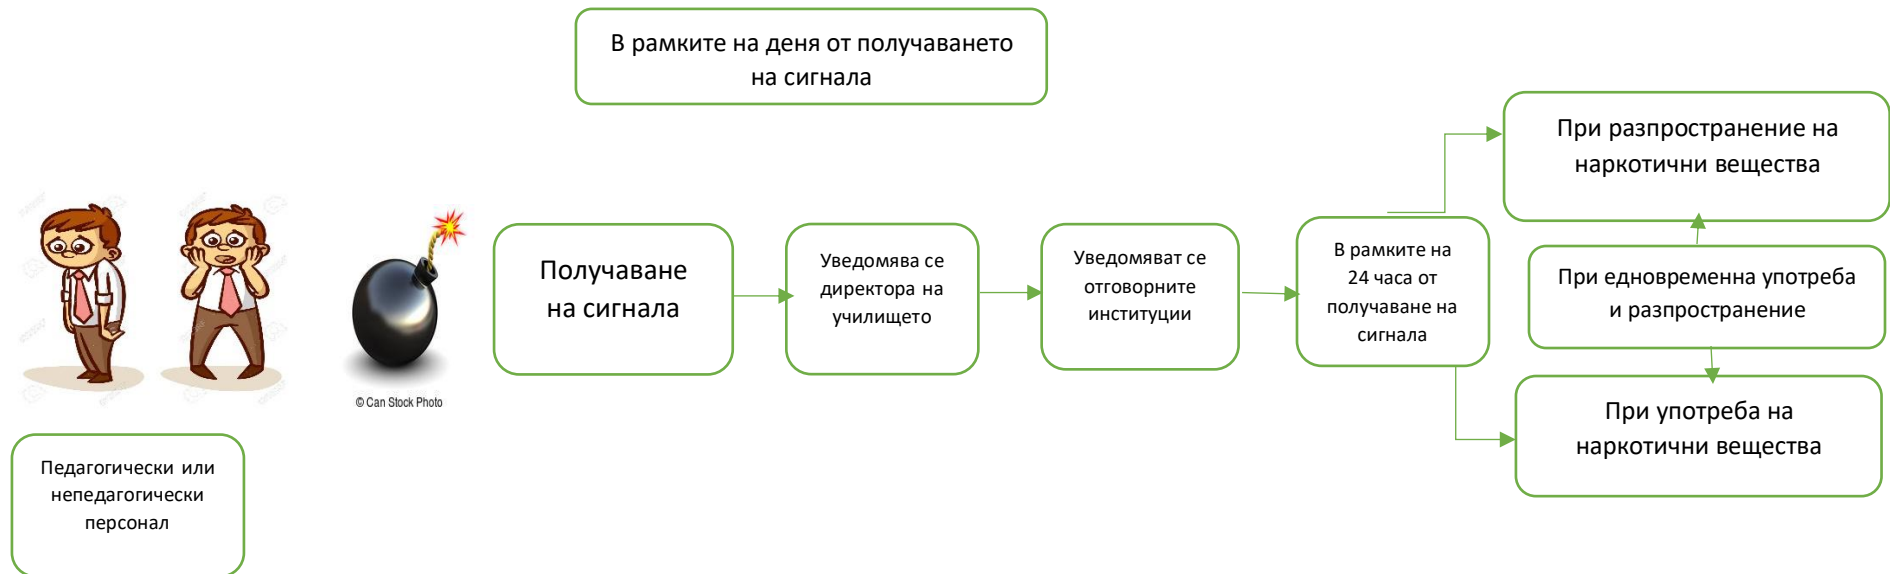 В рамките на деня от получаването
на сигнала
При разпространение на
наркотични вещества
© Can Stock Photo
Получаване
на сигнала
Уведомява се
директора на
училището
Уведомяват се
отговорните
институции
В рамките на
24 часа от
получаване на
сигнала
При едновременна употреба
и разпространение
При употреба на
наркотични вещества
Педагогически или
непедагогически
персонал